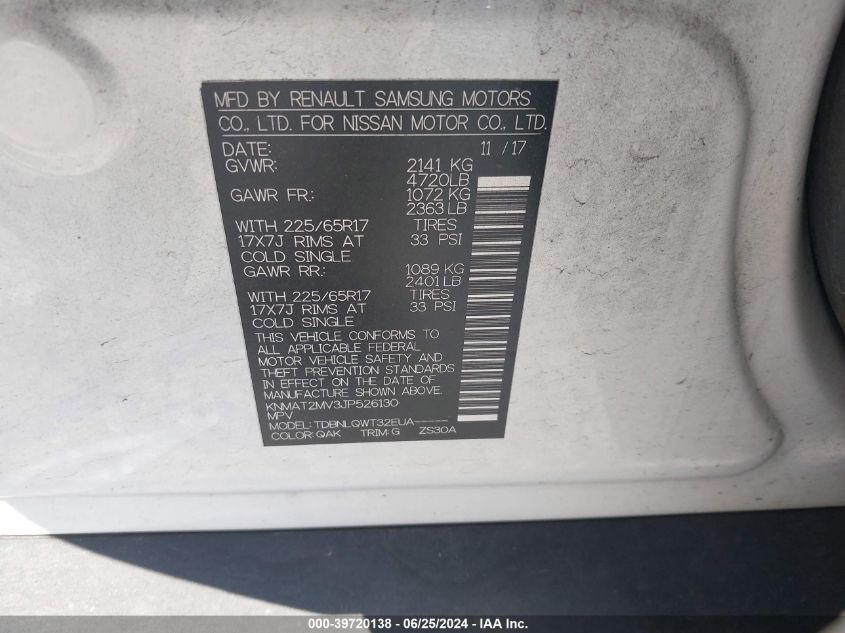 MFD BY RENAULT SAMSUNG MOTORS
CO., LTD. FOR NISSAN MOTOR CO., LTD.
DATE: 11 / 17
GVWR: 2141 KG
4720LB
GAWR FR.: 1072 KG
2363 LB
WITH 225/65R17 TIRES
17X7J RIMS AT 33 PSI
COLD SINGLE
GAWR RR.: 1089 KG
2401 LB
WITH 225/65R17 TIRES
17X7J RIMS AT 33 PSI
COLD SINGLE
THIS VEHICLE CONFORMS TO
ALL APPLICABLE FEDERAL
MOTOR VEHICLE SAFETY AND
THEFT PREVENTION STANDARDS
IN EFFECT ON THE DATE OF
MANUFACTURE SHOWN ABOVE.
KNMAT2MV3JP526130
MPV
MODEL: TDBNLQWT32EUA-----
COLOR: QAK TRIM: G ZS30A
000-39720138 - 06/25/2024 - IAA Inc.